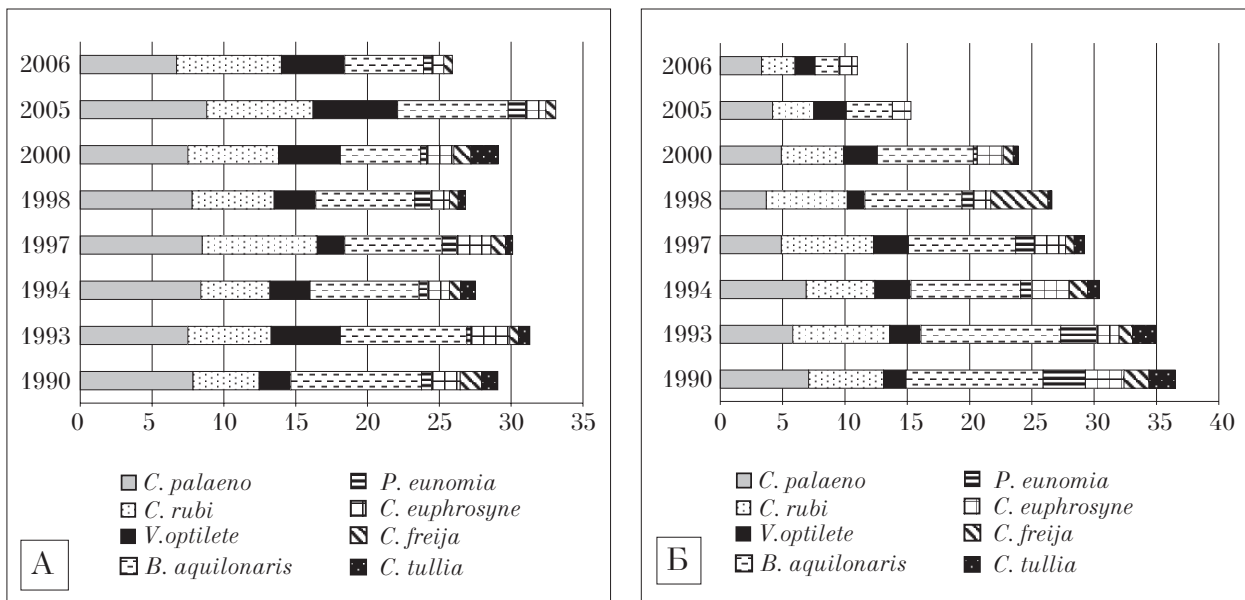 2006
2005
2000
1998
1997
1994
1993
1990
0 5 10 15 20 25 30 35
C. palaeno
C. rubi
V.optilete
B. aquilonaris
P. eunomia
C. euphrosyne
C. freija
C. tullia
А
2006
2005
2000
1998
1997
1994
1993
1990
0 5 10 15 20 25 30 35 40
C. palaeno
C. rubi
V.optilete
B. aquilonaris
P. eunomia
C. euphrosyne
C. freija
C. tullia
Б